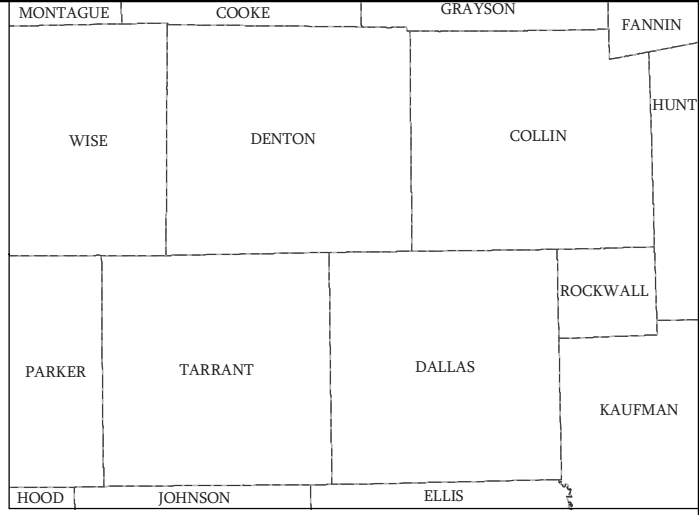 MONTAGUE
COOKE
GRAYSON
FANNIN
HUNT
WISE
DENTON
COLLIN
ROCKWALL
PARKER
TARRANT
DALLAS
KAUFMAN
HOOD
JOHNSON
ELLIS